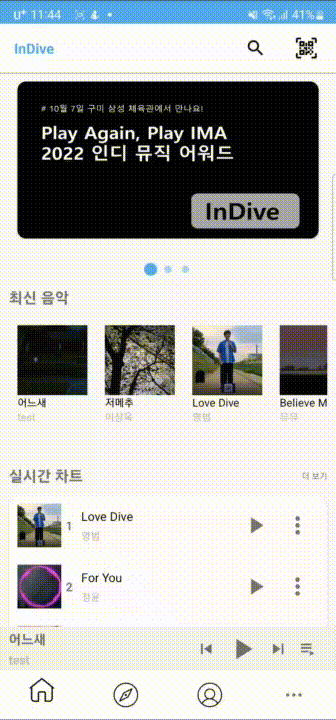 U+ 11:44 41%
InDive
# 10월 7일 구미 삼성 체육관에서 만나요!
Play Again, Play IMA
2022 인디 뮤직 어워드
InDive
최신 음악
어느새 저메추 Love Dive Believe M
test 이상목 명범 뮤유
실시간 차트 더 보기
1 Love Dive
명범
2 For You
정윤
어느새
test